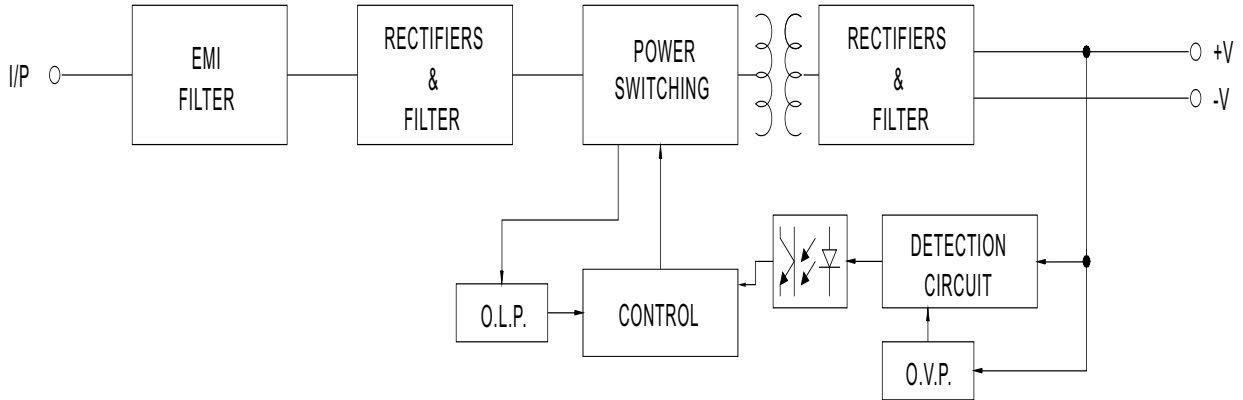 I/P
EMI
FILTER
RECTIFIERS
&
FILTER
POWER
SWITCHING
RECTIFIERS
&
FILTER
+V
-V
O.L.P.
CONTROL
DETECTION
CIRCUIT
O.V.P.